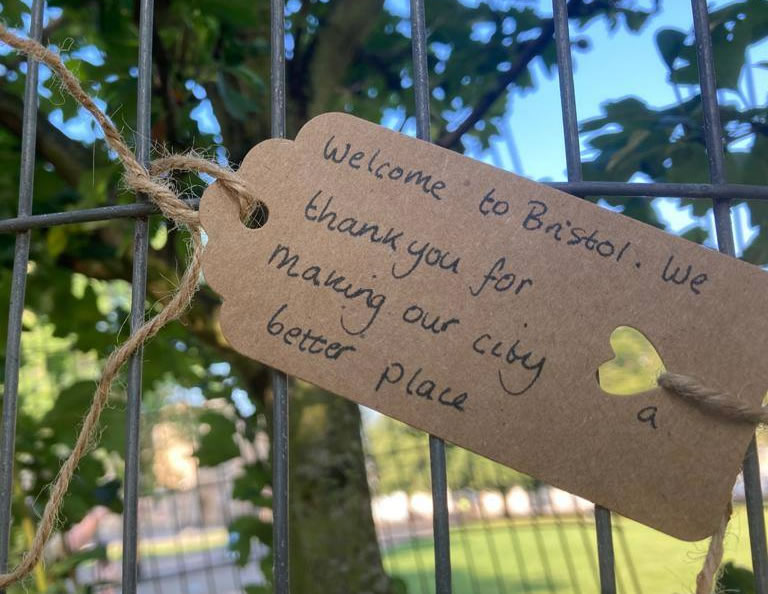 Welcome to Bristol. We
thank you for
making our city a
better place